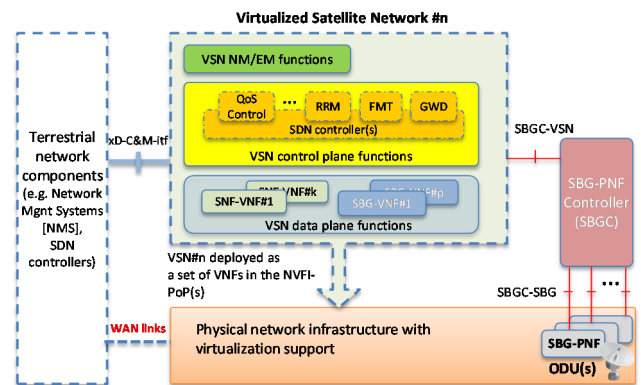 Virtualized Satellite Network #n
VSN NM/EM functions
QoS
Control
...
RRM
FMT
GWD
SDN controller(s)
VSN control plane functions
SNF-VNF#k
SNF-VNF#1
SBG-VNF#p
SBG-VNF#1
VSN data plane functions
Terrestrial
network
components
(e.g. Network
Mgnt Systems
[NMS],
SDN
controllers)
xD-C&M-itf
SBGC-VSN
SBG-PNF
Controller
(SBGC)
VSN#n deployed as
a set of VNFs in the NVFI-
PoP(s)
SBGC-SBG
...
WAN links
Physical network infrastructure with
virtualization support
SBG-PNF
ODU(s)